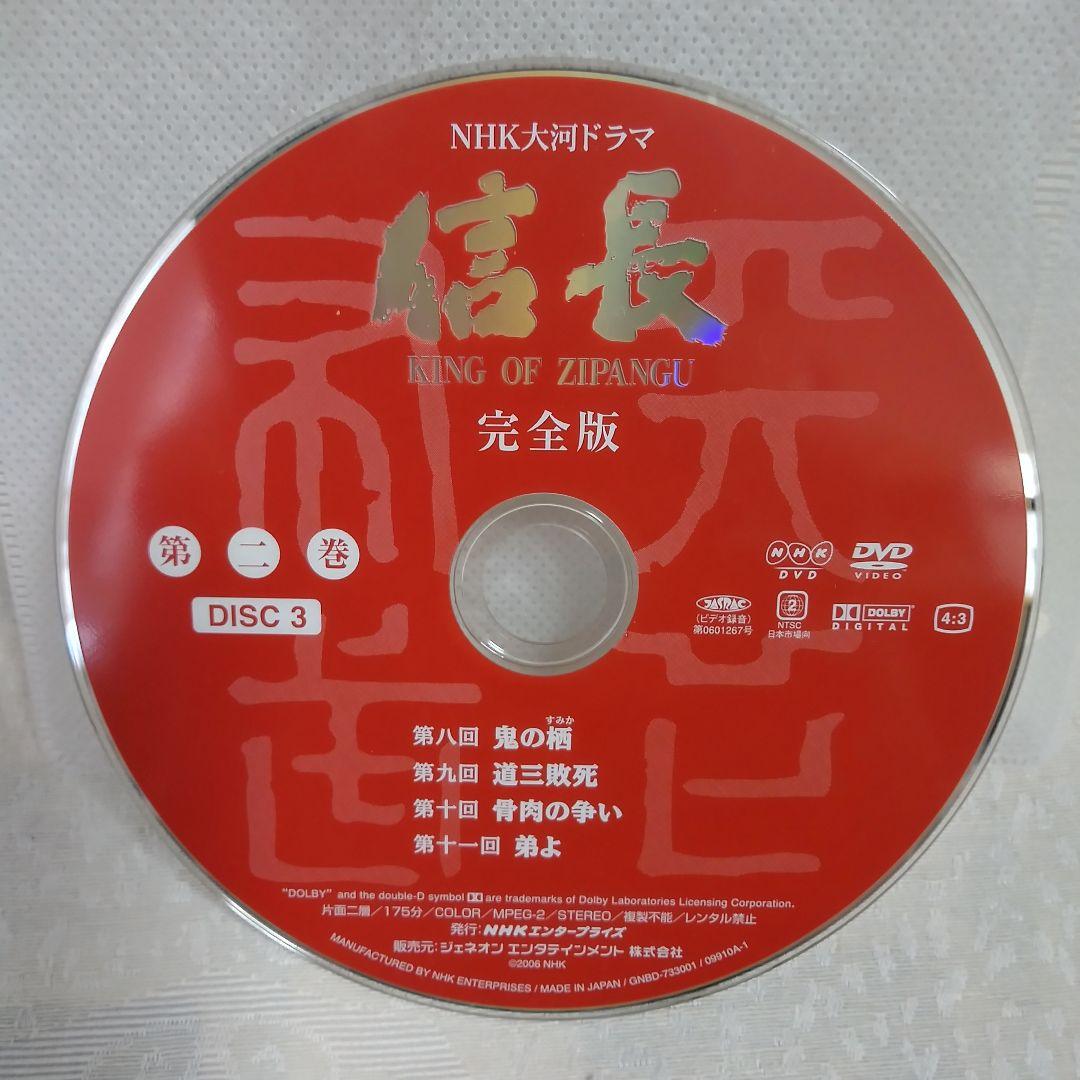 NHK大河ドラマ
信長
KING OF ZIPANGU
完全版
第二巻
DISC 3
NHK
DVD
DVD
VIDEO
JASRAC
(ビデオ録音)
第0601267号
2
NTSC
日本市場向
DOLBY
DIGITAL
4:3
すみか
第八回 鬼の栖
第九回 道三敗死
第十回 骨肉の争い
第十一回 弟よ
"DOLBY" and the double-D symbol are trademarks of Dolby Laboratories Licensing Corporation.
片面二層/175分/COLOR/MPEG-2/STEREO/複製不能/レンタル禁止
発行:NHKエンタープライズ
販売元:ジェネオン エンタテインメント 株式会社
©2006 NHK
MANUFACTURED BY NHK ENTERPRISES / MADE IN JAPAN / GNBD-733001 / 09910A-1